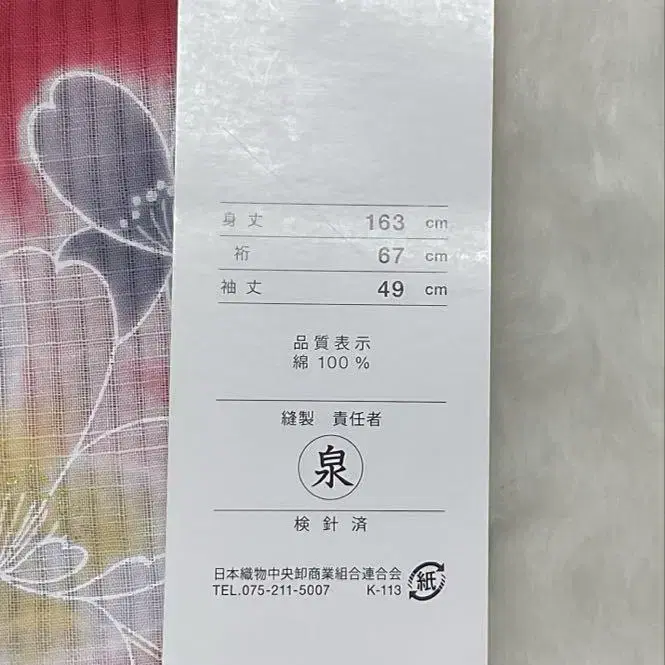 身丈 163 cm
裄 67 cm
袖丈 49 cm
品質表示
綿 100 %
縫製 責任者
泉
検針済
日本織物中央卸商業組合連合会
TEL.075-211-5007 K-113
紙